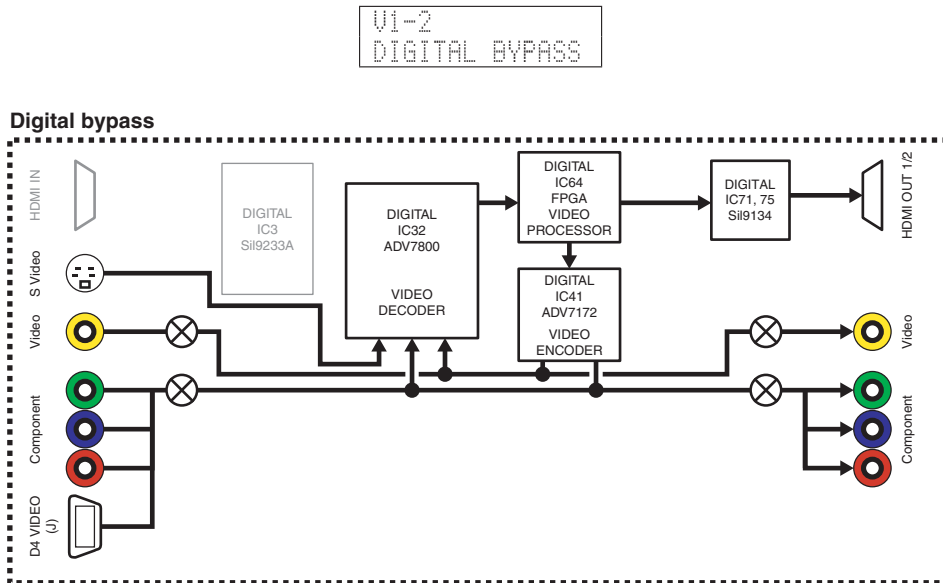 V1-2
DIGITAL BYPASS
Digital bypass
HDMI IN
DIGITAL
IC3
SiI9233A
DIGITAL
IC32
ADV7800
VIDEO
DECODER
DIGITAL
IC64
FPGA
VIDEO
PROCESSOR
DIGITAL
IC71, 75
SiI9134
HDMI OUT 1/2
S Video
DIGITAL
IC41
ADV7172
VIDEO
ENCODER
Video
Video
Component
Component
D4 VIDEO
(J)